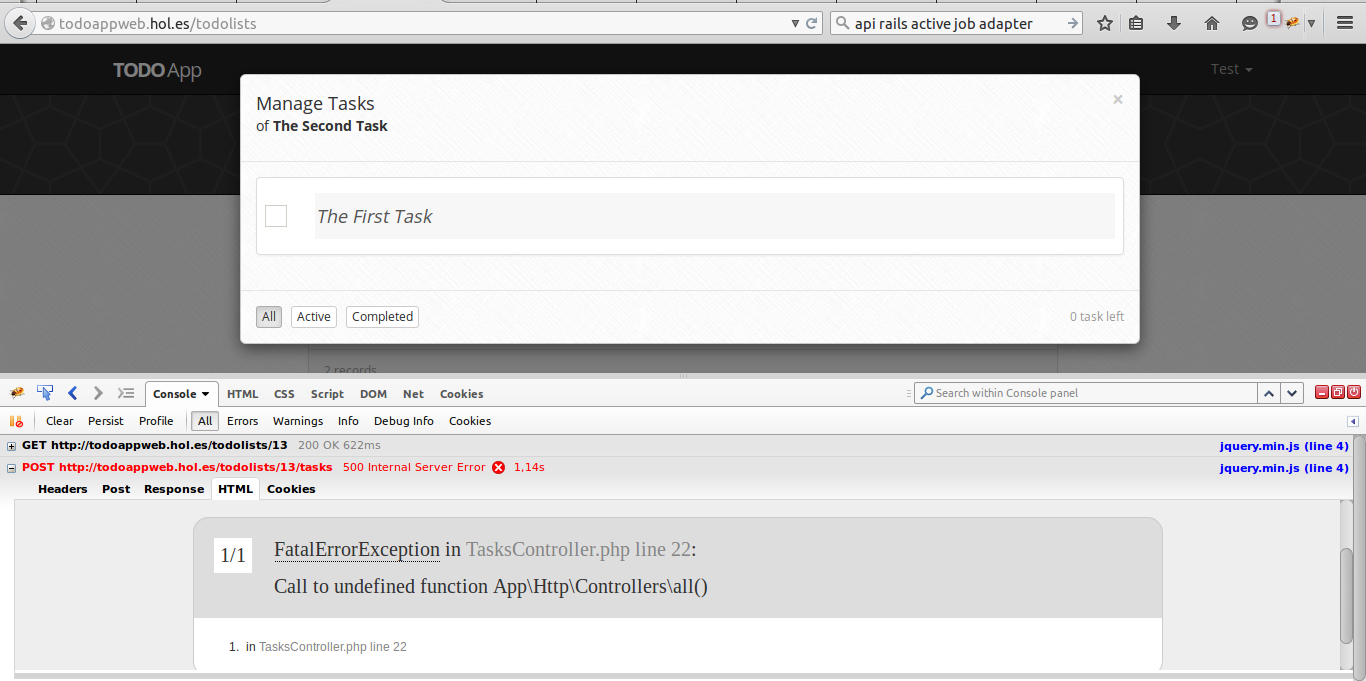 todoappweb.hol.es/todolists
api rails active job adapter
1
TODO App
Test
Manage Tasks
×
of The Second Task
The First Task
All
Active
Completed
0 task left
2 records
Console
HTML
CSS
Script
DOM
Net
Cookies
Search within Console panel
Clear
Persist
Profile
All
Errors
Warnings
Info
Debug Info
Cookies
GET http://todoappweb.hol.es/todolists/13 200 OK 622ms
jquery.min.js (line 4)
POST http://todoappweb.hol.es/todolists/13/tasks 500 Internal Server Error 1,14s
jquery.min.js (line 4)
Headers
Post
Response
HTML
Cookies
1/1
FatalErrorException in TasksController.php line 22:
Call to undefined function App\Http\Controllers\all()
1. in TasksController.php line 22